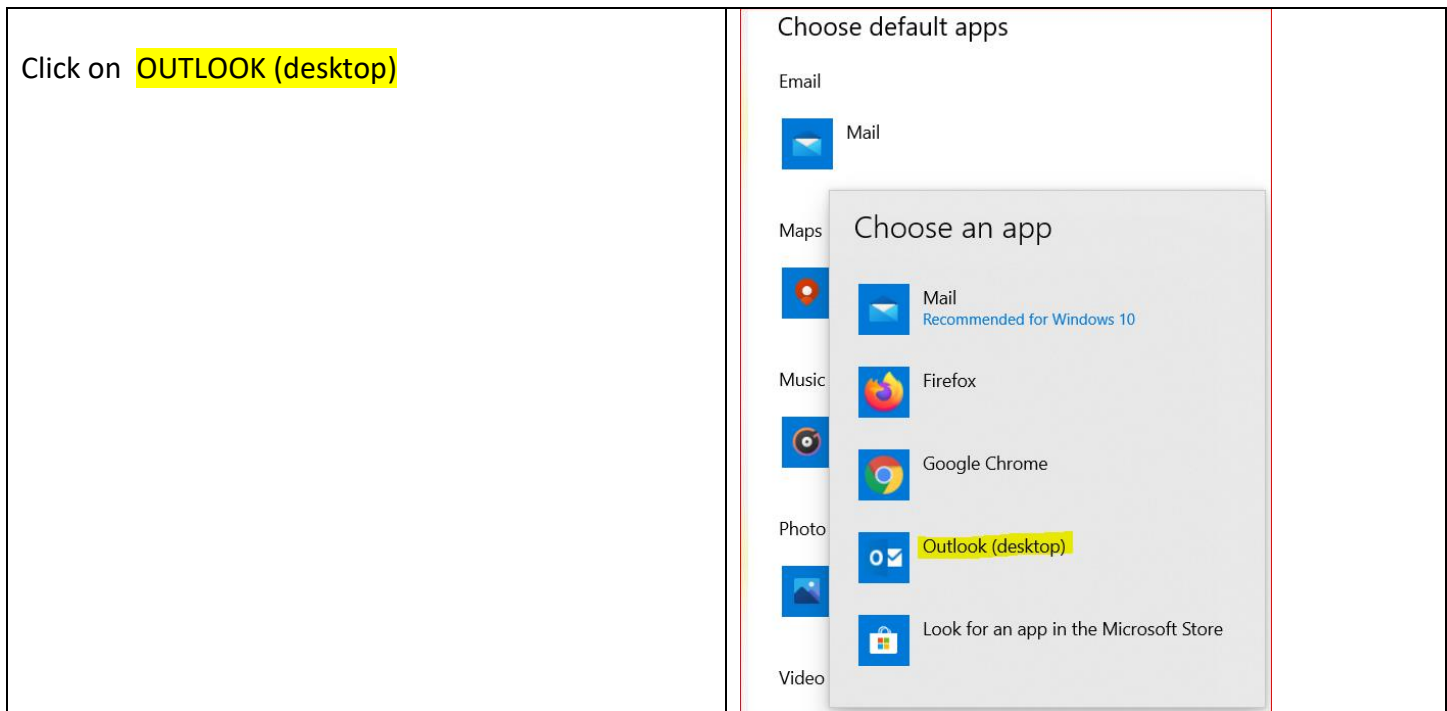 Click on OUTLOOK (desktop)
Choose default apps
Email
Mail
Maps
Choose an app
Mail
Recommended for Windows 10
Music
Firefox
Google Chrome
Photo
Outlook (desktop)
Look for an app in the Microsoft Store
Video